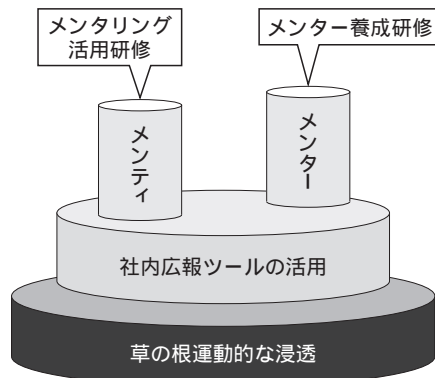 メンタリング
活用研修
メンター養成研修
メンティ
メンター
社内広報ツールの活用
草の根運動的な浸透